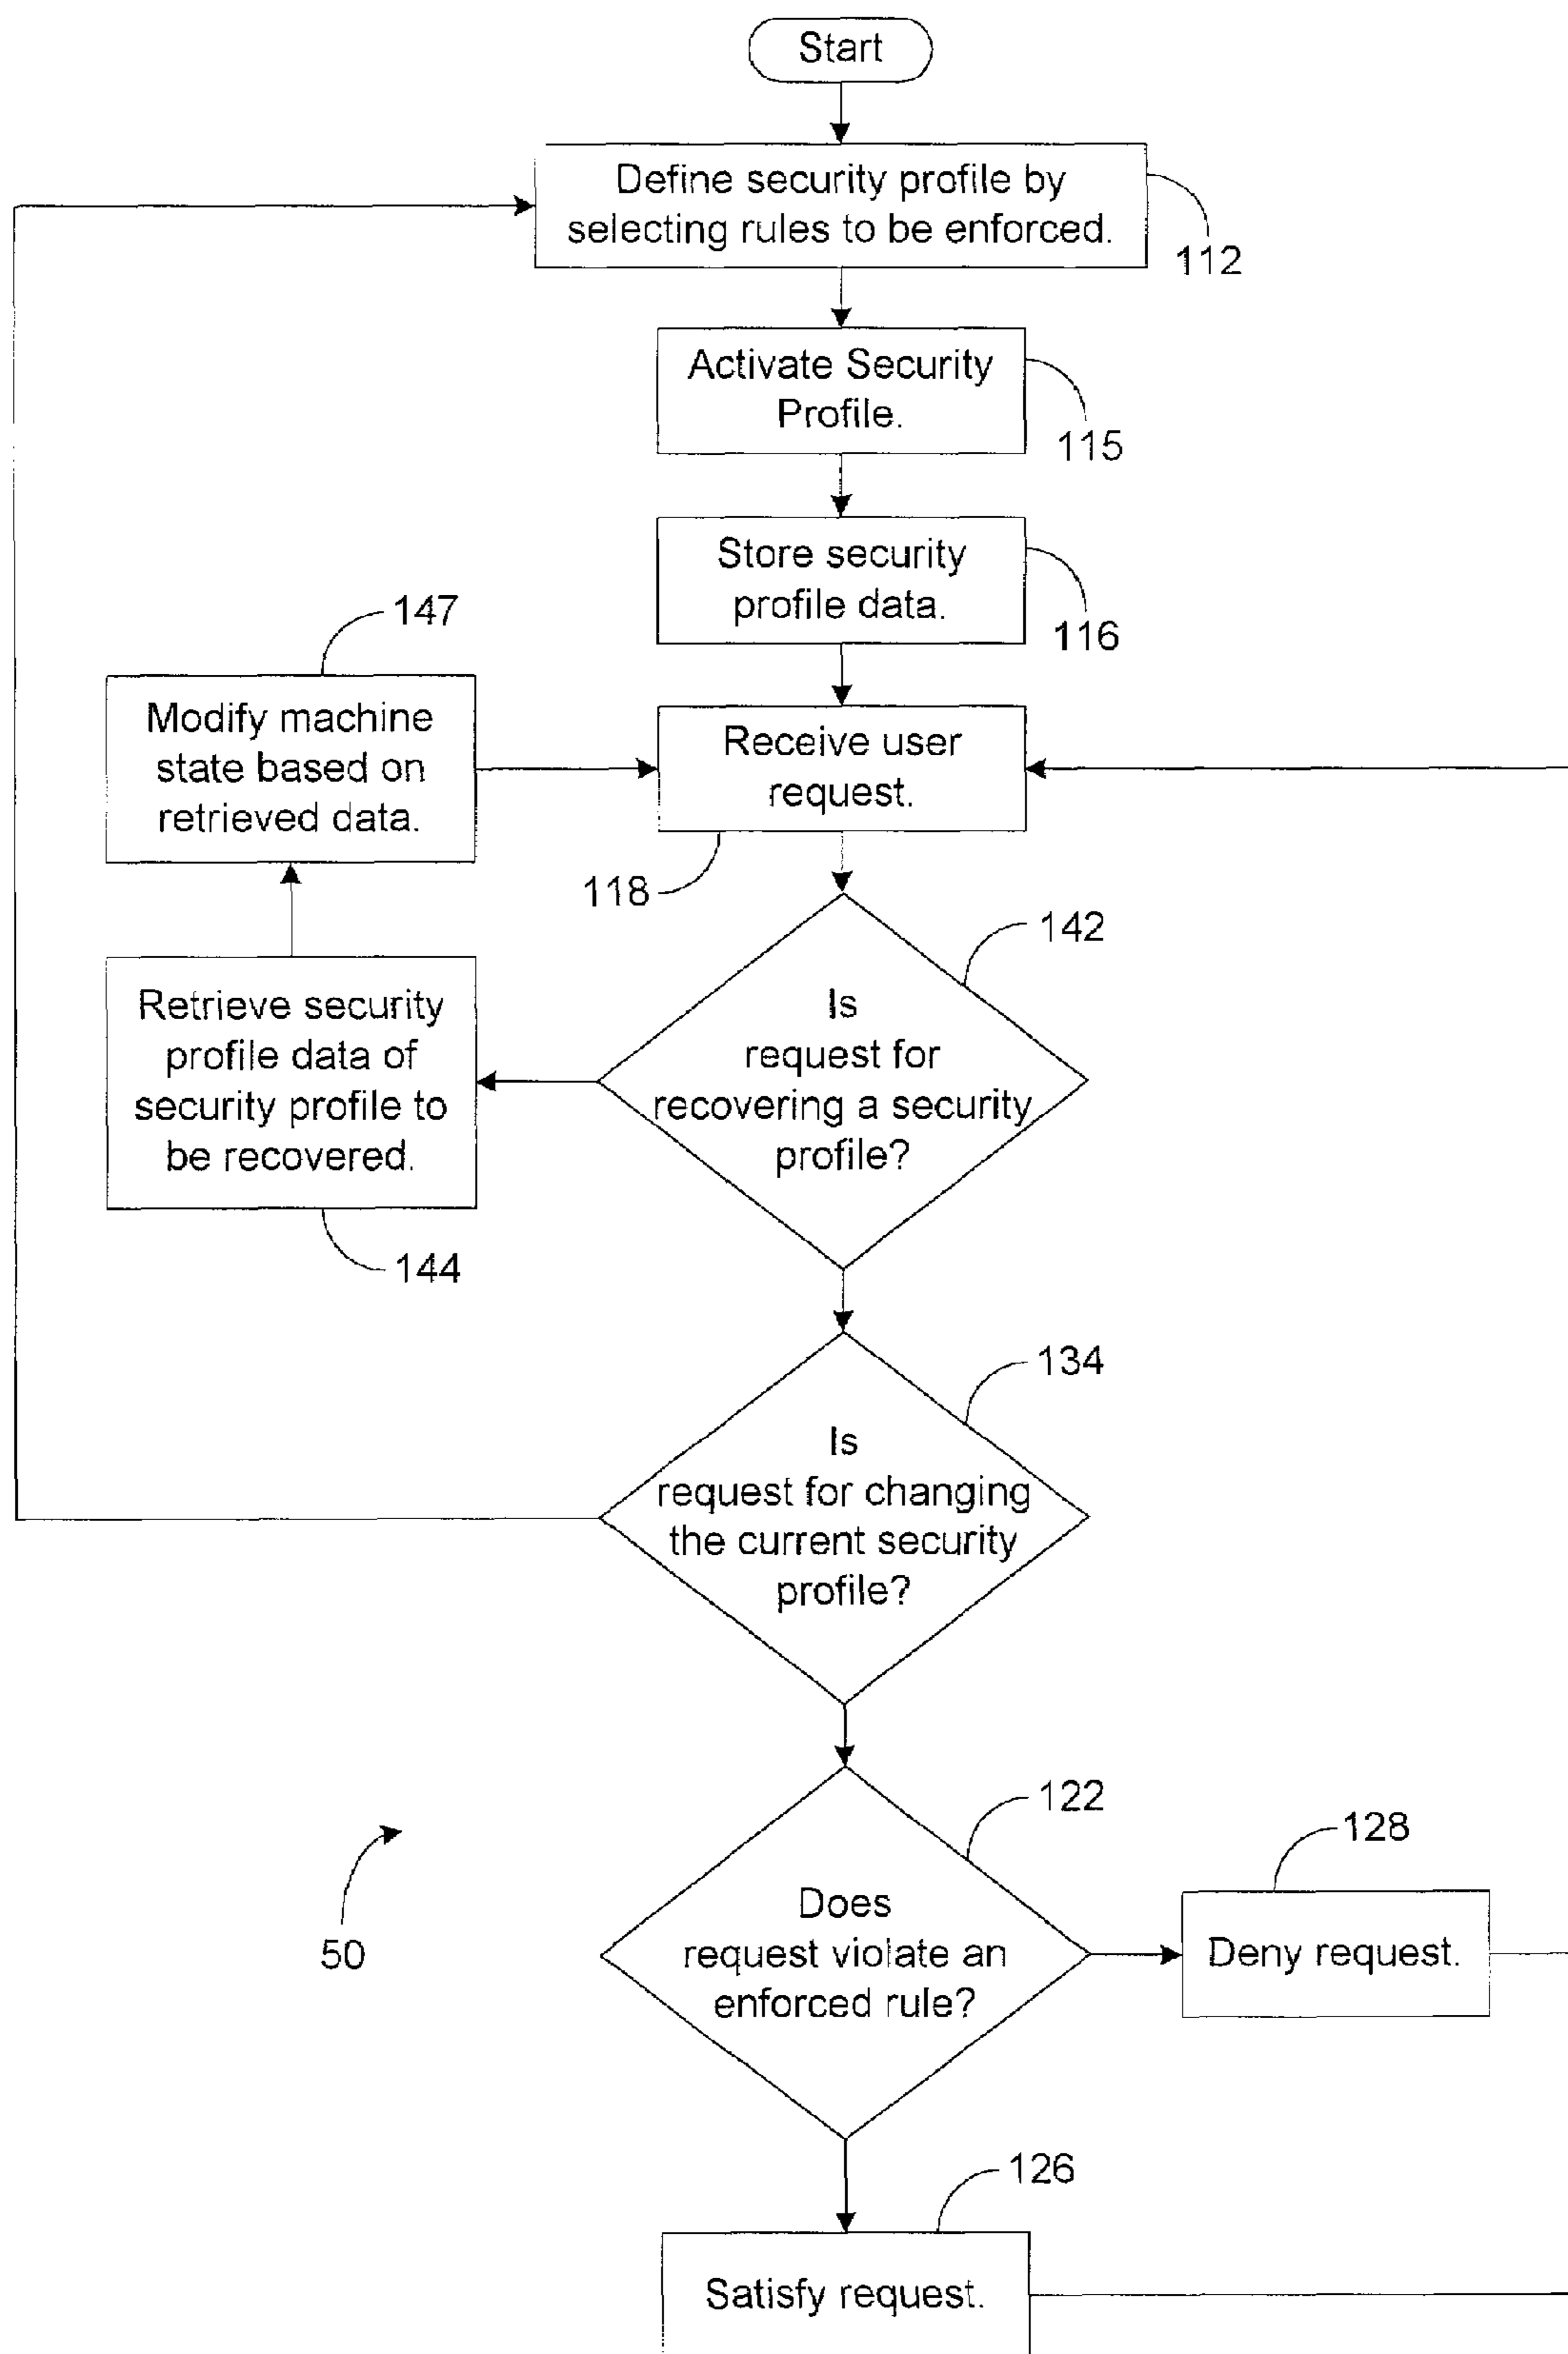 Start
Define security profile by
selecting rules to be enforced.
112
Activate Security
Profile.
115
Store security
profile data.
116
147
Modify machine
state based on
retrieved data.
Receive user
request.
118
142
Is
request for
recovering a security
profile?
Retrieve security
profile data of
security profile to
be recovered.
144
134
Is
request for changing
the current security
profile?
122
Does
request violate an
enforced rule?
128
Deny request.
50
126
Satisfy request.